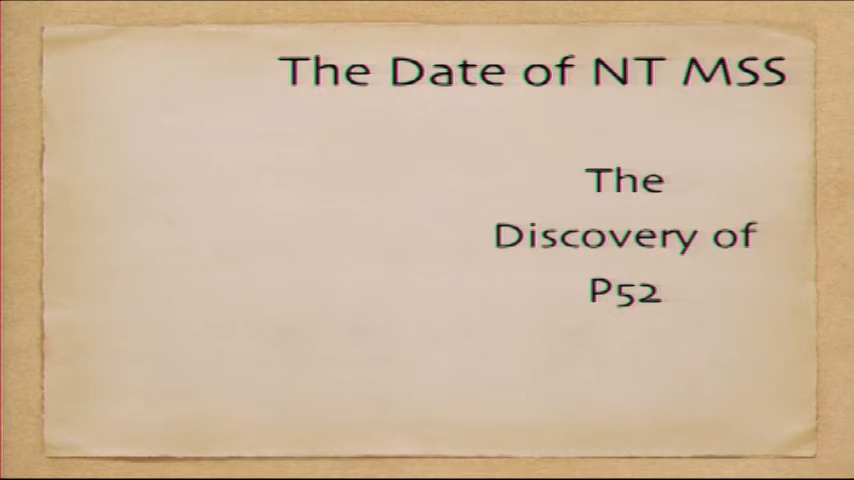 The Date of NT MSS
The
Discovery of
P52